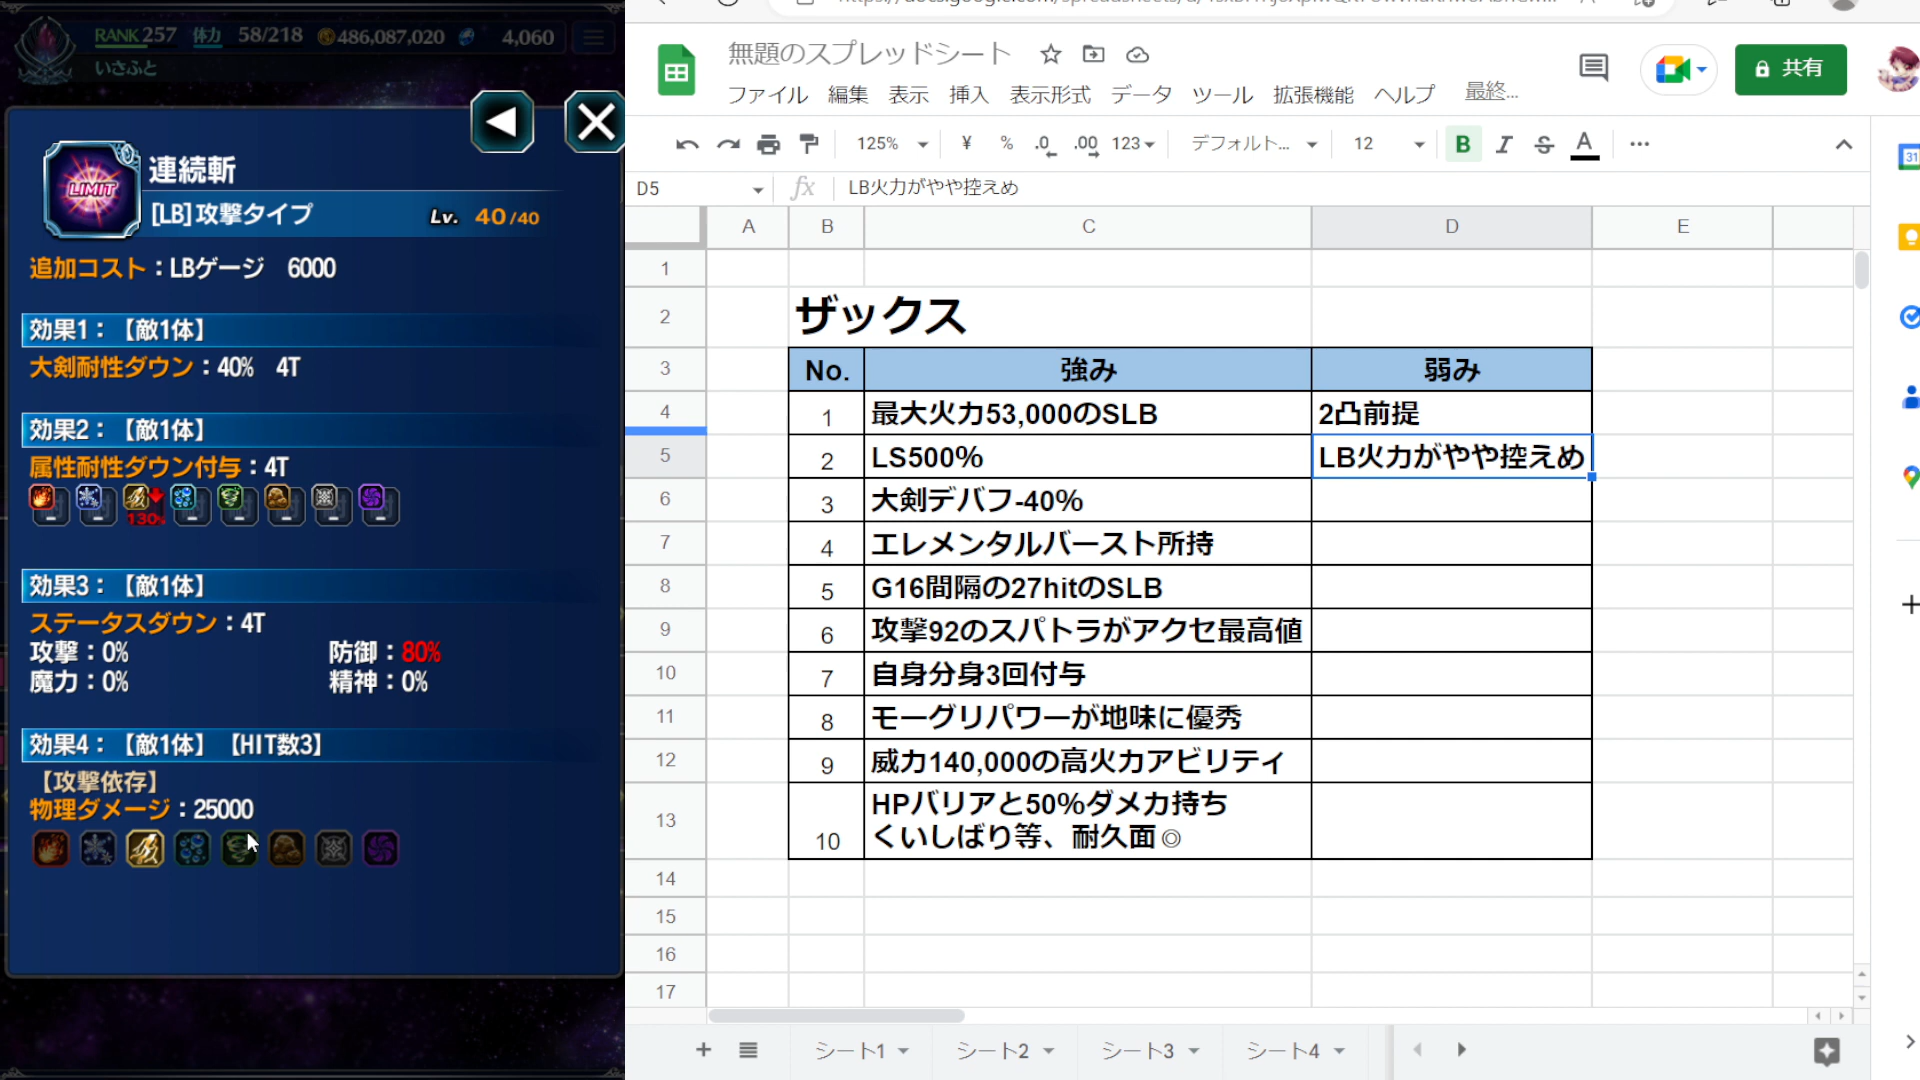 RANK 257 体力 58/218 486,087,020 4,060
いさふと
連続斬
LIMIT
[LB]攻撃タイプ Lv. 40/40
追加コスト：LBゲージ 6000
効果1：【敵1体】
大剣耐性ダウン：40% 4T
効果2：【敵1体】
属性耐性ダウン付与：4T
130%
効果3：【敵1体】
ステータスダウン：4T
攻撃：0% 防御：80%
魔力：0% 精神：0%
効果4：【敵1体】【HIT数3】
【攻撃依存】
物理ダメージ：25000
無題のスプレッドシート
共有
ファイル 編集 表示 挿入 表示形式 データ ツール 拡張機能 ヘルプ 最終...
125% ¥ % .0 .00 123 デフォルト... 12 B I S A
D5 fx LB火力がやや控えめ
A B C D E
1
2 ザックス
3 No. 強み 弱み
4 1 最大火力53,000のSLB 2凸前提
5 2 LS500% LB火力がやや控えめ
6 3 大剣デバフ-40%
7 4 エレメンタルバースト所持
8 5 G16間隔の27hitのSLB
9 6 攻撃92のスパトラがアクセ最高値
10 7 自身分身3回付与
11 8 モーグリパワーが地味に優秀
12 9 威力140,000の高火力アビリティ
13 10 HPバリアと50%ダメカ持ち
くいしばり等、耐久面◎
14
15
16
17
シート1 シート2 シート3 シート4
31